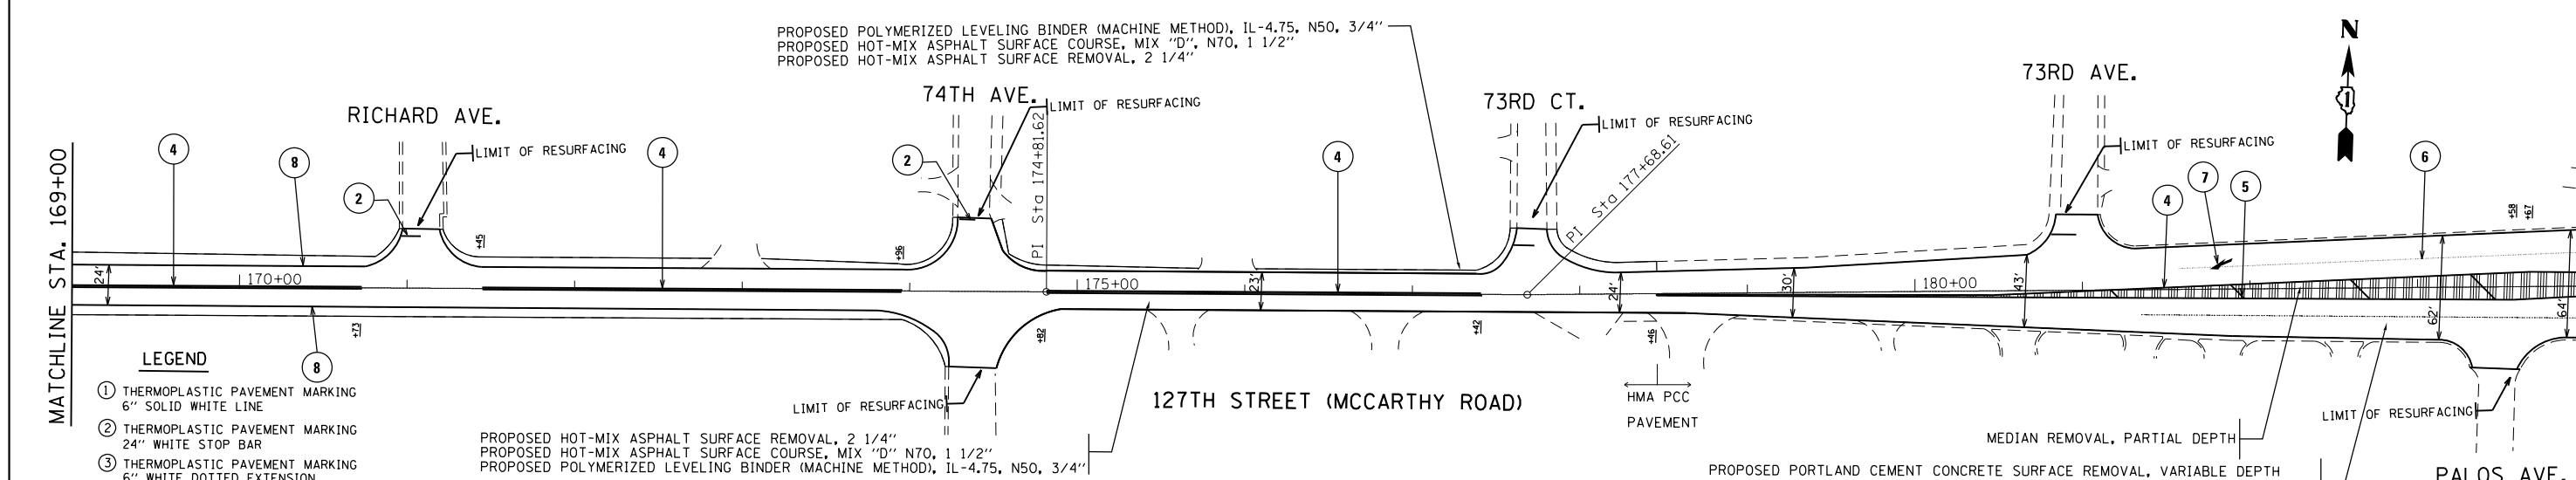 PROPOSED POLYMERIZED LEVELING BINDER (MACHINE METHOD), IL-4.75, N50, 3/4"
PROPOSED HOT-MIX ASPHALT SURFACE COURSE, MIX "D", N70, 1 1/2"
PROPOSED HOT-MIX ASPHALT SURFACE REMOVAL, 2 1/4"
N
1
RICHARD AVE.
74TH AVE.
73RD CT.
73RD AVE.
LIMIT OF RESURFACING
LIMIT OF RESURFACING
LIMIT OF RESURFACING
LIMIT OF RESURFACING
4
8
2
4
2
4
4
7
5
6
MATCHLINE STA. 169+00
PI Sta 174+81.62
PI Sta 177+68.61
+45
+96
+58
+67
24'
170+00
175+00
23'
24'
30'
180+00
43'
62'
64'
+73
+82
+42
+46
8
LEGEND
1 THERMOPLASTIC PAVEMENT MARKING
6" SOLID WHITE LINE
2 THERMOPLASTIC PAVEMENT MARKING
24" WHITE STOP BAR
3 THERMOPLASTIC PAVEMENT MARKING
6" WHITE DOTTED EXTENSION
LIMIT OF RESURFACING
127TH STREET (MCCARTHY ROAD)
HMA PCC
PAVEMENT
LIMIT OF RESURFACING
PROPOSED HOT-MIX ASPHALT SURFACE REMOVAL, 2 1/4"
PROPOSED HOT-MIX ASPHALT SURFACE COURSE, MIX "D" N70, 1 1/2"
PROPOSED POLYMERIZED LEVELING BINDER (MACHINE METHOD), IL-4.75, N50, 3/4"
MEDIAN REMOVAL, PARTIAL DEPTH
PROPOSED PORTLAND CEMENT CONCRETE SURFACE REMOVAL, VARIABLE DEPTH
PALOS AVE.